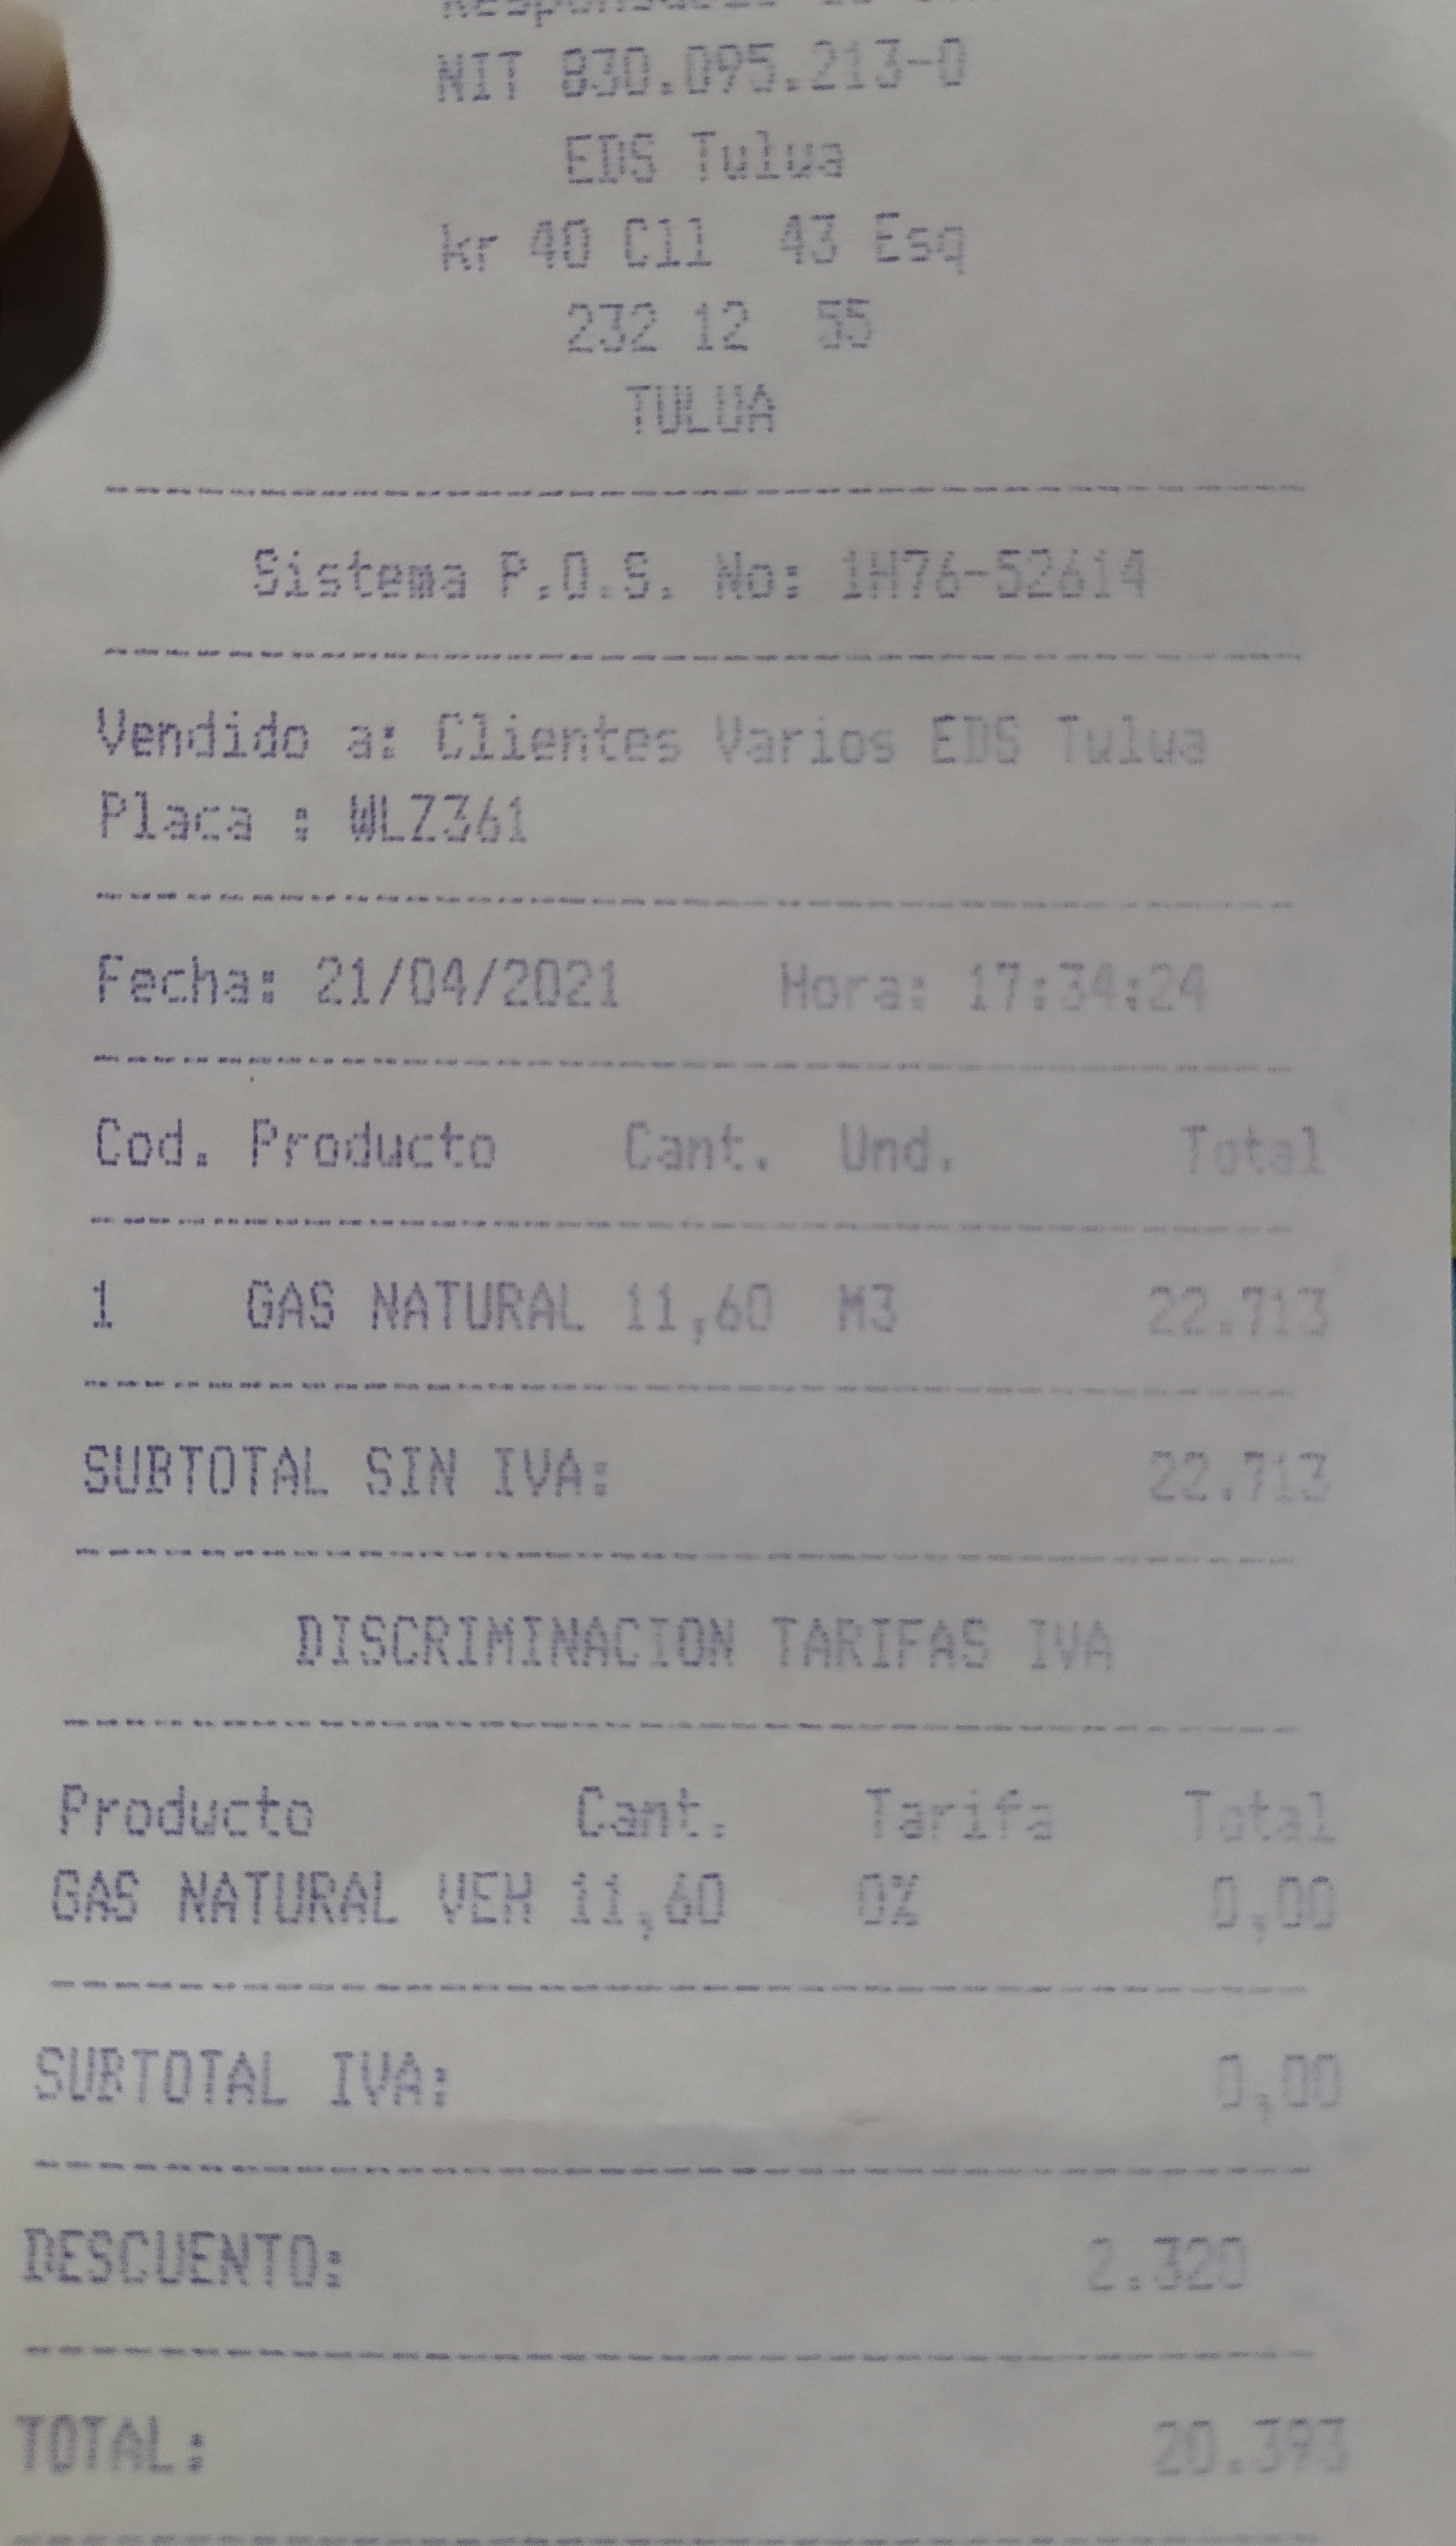 NIT 830.095.213-0
EDS Tulua
kr 40 C11  43 Esq
232 12  55
TULUA
Sistema P.O.S. No: 1H76-52614
Vendido a: Clientes Varios EDS Tulua
Placa : WLZ361
Fecha: 21/04/2021     Hora: 17:34:24
Cod. Producto    Cant.  Und.       Total
1    GAS NATURAL 11,60  M3        22.713
SUBTOTAL SIN IVA:                 22.713
DISCRIMINACION TARIFAS IVA
Producto        Cant.    Tarifa    Total
GAS NATURAL VEH 11,60    0%         0,00
SUBTOTAL IVA:                       0,00
DESCUENTO:                       2.320
TOTAL:                            20.393